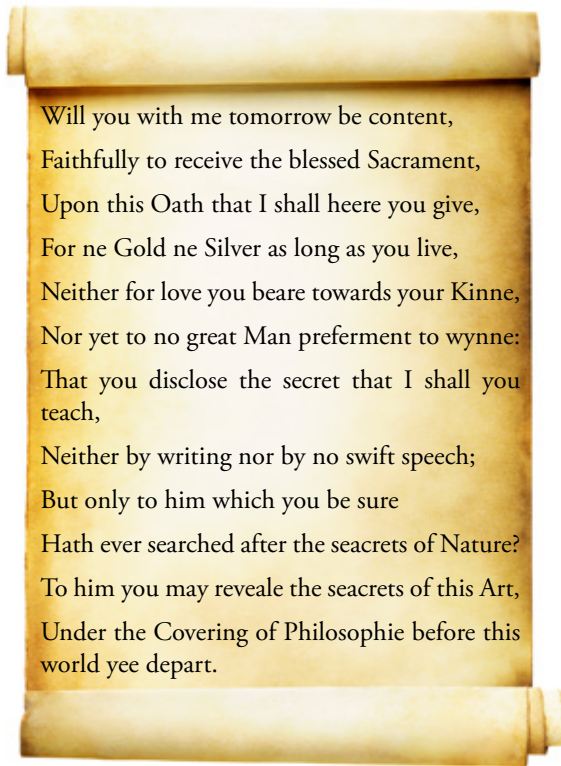 Will you with me tomorrow be content,
Faithfully to receive the blessed Sacrament,
Upon this Oath that I shall heere you give,
For ne Gold ne Silver as long as you live,
Neither for love you beare towards your Kinne,
Nor yet to no great Man preferment to wynne:
That you disclose the secret that I shall you
teach,
Neither by writing nor by no swift speech;
But only to him which you be sure
Hath ever searched after the seacrets of Nature?
To him you may reveale the seacrets of this Art,
Under the Covering of Philosophie before this
world yee depart.